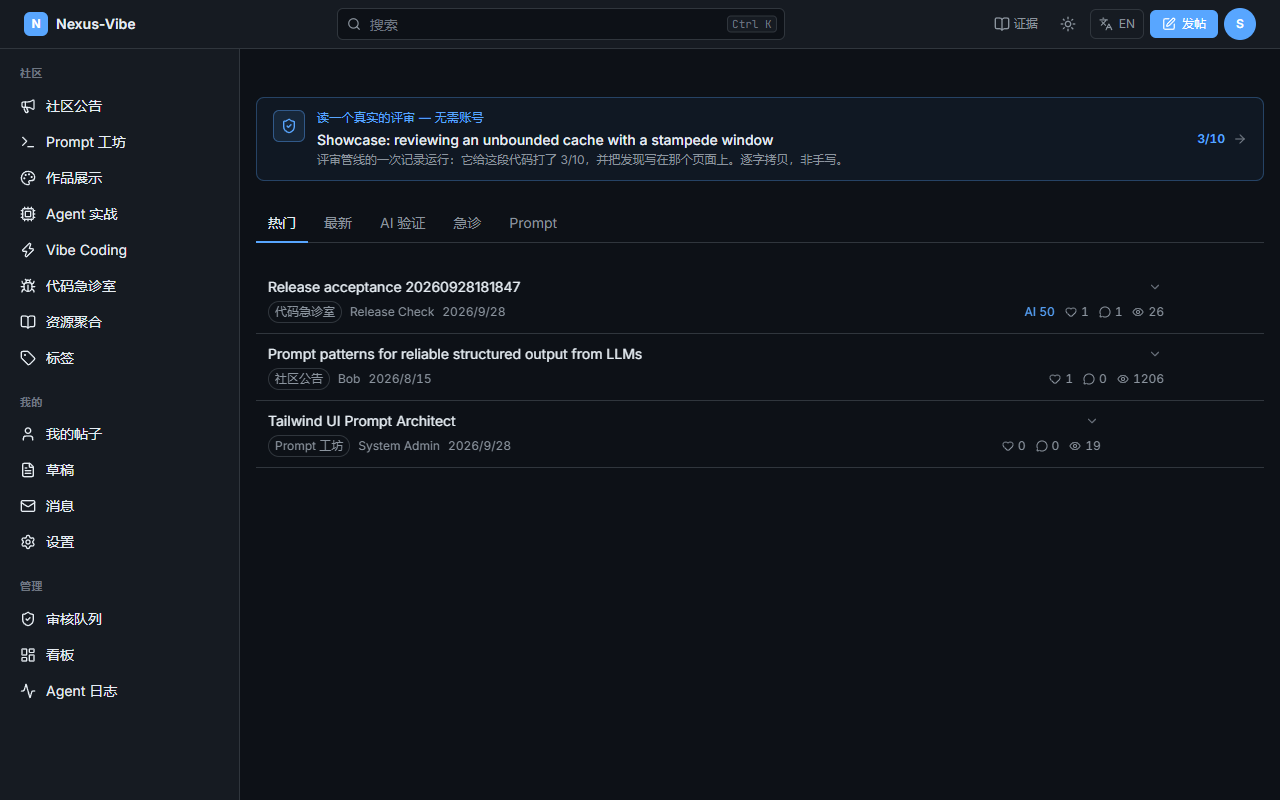 N Nexus-Vibe
搜索 Ctrl K
证据 EN 发帖 S
社区
社区公告
Prompt 工坊
作品展示
Agent 实战
Vibe Coding
代码急诊室
资源聚合
标签
我的
我的帖子
草稿
消息
设置
管理
审核队列
看板
Agent 日志
读一个真实的评审 — 无需账号
Showcase: reviewing an unbounded cache with a stampede window
评审管线的一次记录运行：它给这段代码打了 3/10，并把发现写在那个页面上。逐字拷贝，非手写。
3/10
热门 最新 AI 验证 急诊 Prompt
Release acceptance 20260928181847
代码急诊室 Release Check 2026/9/28 AI 50 1 1 26
Prompt patterns for reliable structured output from LLMs
社区公告 Bob 2026/8/15 1 0 1206
Tailwind UI Prompt Architect
Prompt 工坊 System Admin 2026/9/28 0 0 19